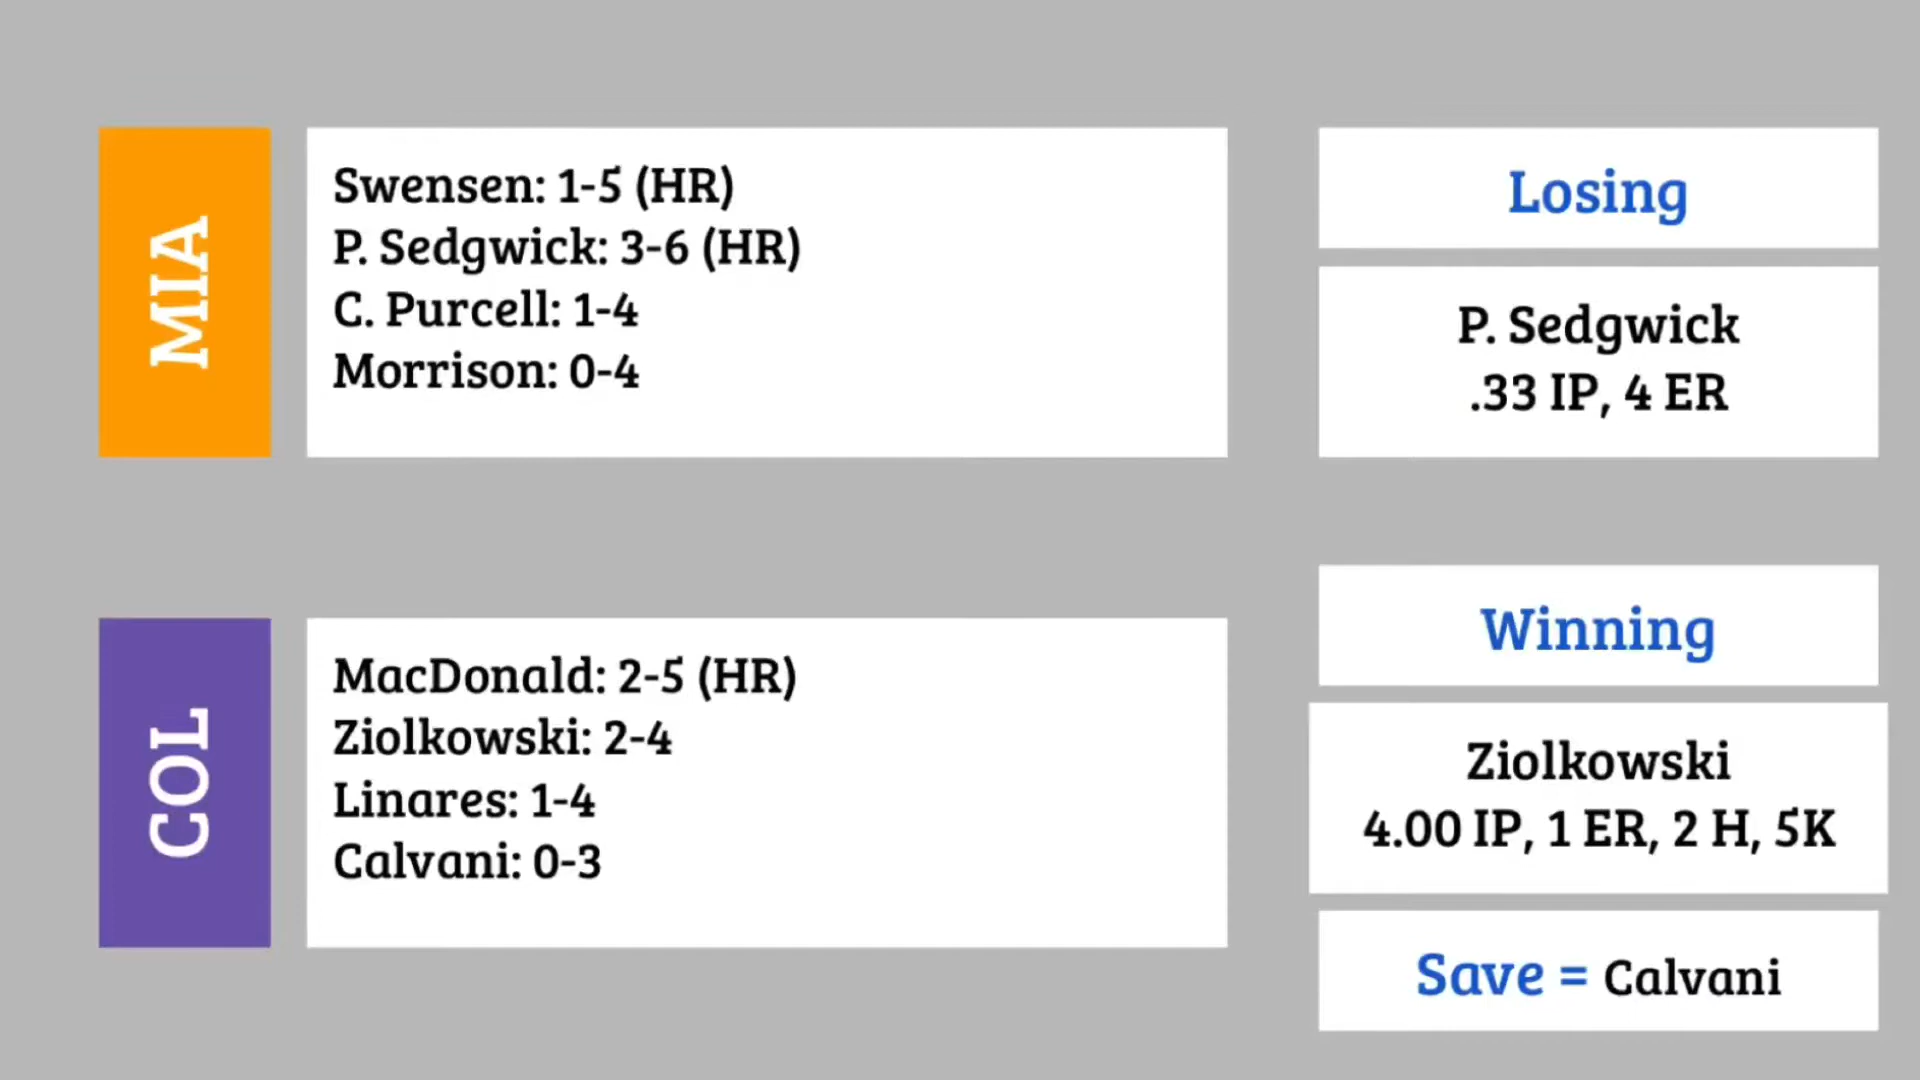 MIA
Swensen: 1-5 (HR)
P. Sedgwick: 3-6 (HR)
C. Purcell: 1-4
Morrison: 0-4
Losing
P. Sedgwick
.33 IP, 4 ER
COL
MacDonald: 2-5 (HR)
Ziolkowski: 2-4
Linares: 1-4
Calvani: 0-3
Winning
Ziolkowski
4.00 IP, 1 ER, 2 H, 5K
Save = Calvani